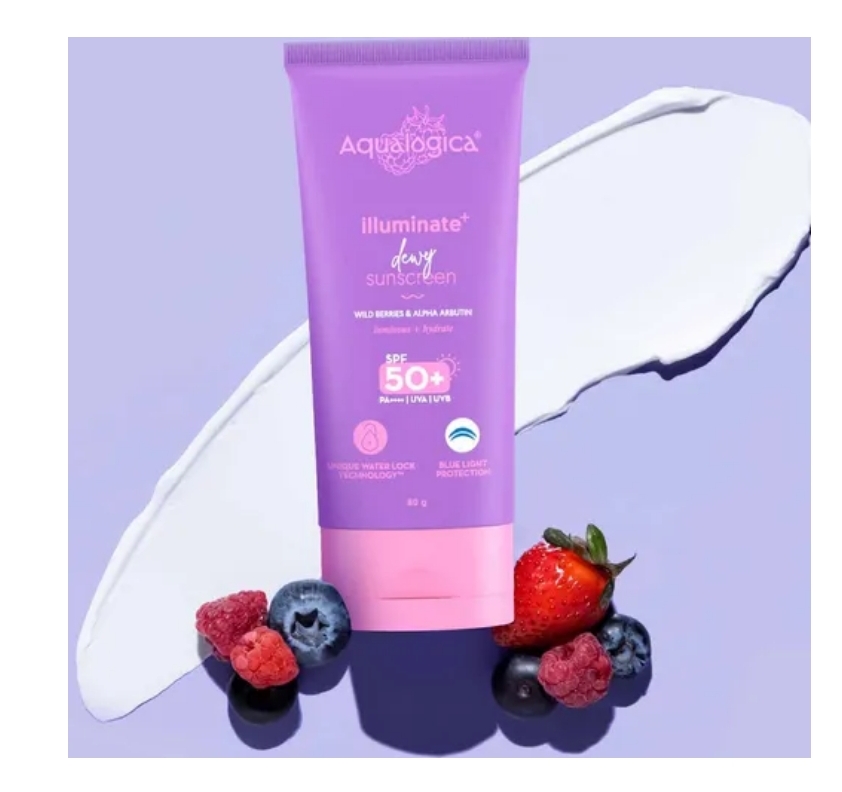 Aqualogica®
illuminate+
dewy
sunscreen
WILD BERRIES & ALPHA ARBUTIN
luminous + hydrate
SPF
50+
PA++++ | UVA | UVB
UNIQUE WATER LOCK
TECHNOLOGY™
BLUE LIGHT
PROTECTION
80 g